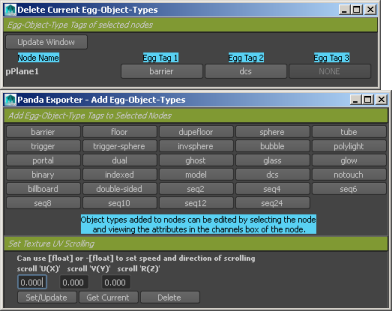 Delete Current Egg-Object-Types
Egg-Object-Type Tags of selected nodes
Update Window
Node Name Egg Tag 1 Egg Tag 2 Egg Tag 3
pPlane1 barrier dcs NONE
Panda Exporter - Add Egg-Object-Types
Add Egg-Object-Type Tags to Selected Nodes
barrier floor dupefloor sphere tube
trigger trigger-sphere invsphere bubble polylight
portal dual ghost glass glow
binary indexed model dcs notouch
billboard double-sided seq2 seq4 seq6
seq8 seq10 seq12 seq24
Object types added to nodes can be edited by selecting the node
and viewing the attributes in the channels box of the node.
Set Texture UV Scrolling
Can use [float] or -[float] to set speed and direction of scrolling
scroll 'U(X)' scroll 'V(Y)' scroll 'R(Z)'
0.000 0.000 0.000
Set/Update Get Current Delete